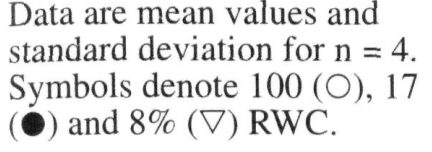 Data are mean values and
standard deviation for n = 4.
Symbols denote 100 (○), 17
(●) and 8% (▽) RWC.